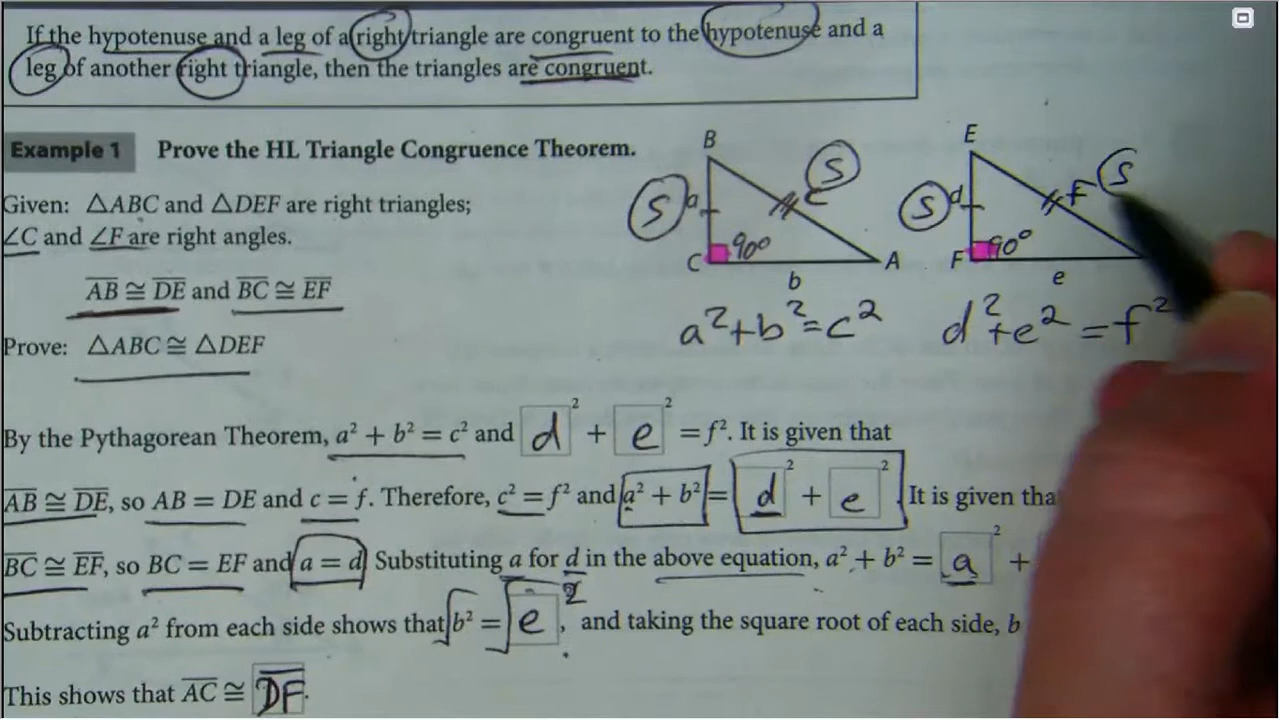 If the hypotenuse and a leg of a right triangle are congruent to the hypotenuse and a
leg of another right triangle, then the triangles are congruent.
Example 1 Prove the HL Triangle Congruence Theorem.
Given: △ABC and △DEF are right triangles;
∠C and ∠F are right angles.
AB ≅ DE and BC ≅ EF
Prove: △ABC ≅ △DEF
B
S
a
S
c
C
90°
A
b
a²+b²=c²
E
S
d
f
S
F
90°
e
d²+e²=f²
By the Pythagorean Theorem, a² + b² = c² and d² + e² = f². It is given that
AB ≅ DE, so AB = DE and c = f. Therefore, c² = f² and a² + b² = d² + e². It is given
BC ≅ EF, so BC = EF and a = d. Substituting a for d in the above equation, a² + b² = a² +
Subtracting a² from each side shows that b² = e², and taking the square root of each side, b
This shows that AC ≅ DF.